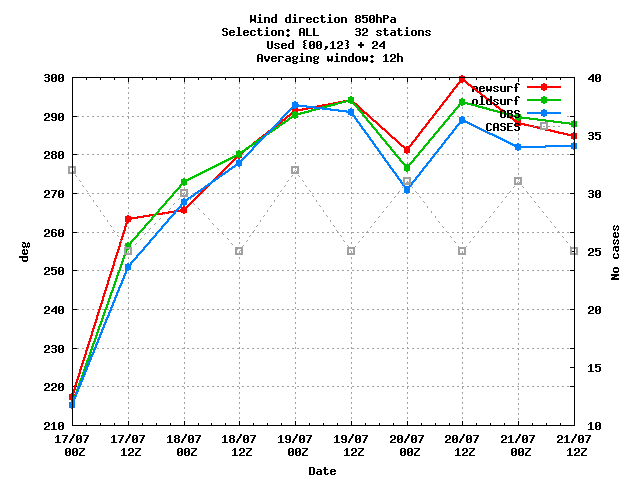 Wind direction 850hPa
Selection: ALL     32 stations
Used {00,12} + 24
Averaging window: 12h
300 40
newsurf
oldsurf
OBS
CASES
290
280 35
270 30
260
250 25
240
230 20
220 15
210 10
deg
No cases
17/07 17/07 18/07 18/07 19/07 19/07 20/07 20/07 21/07 21/07
00Z 12Z 00Z 12Z 00Z 12Z 00Z 12Z 00Z 12Z
Date